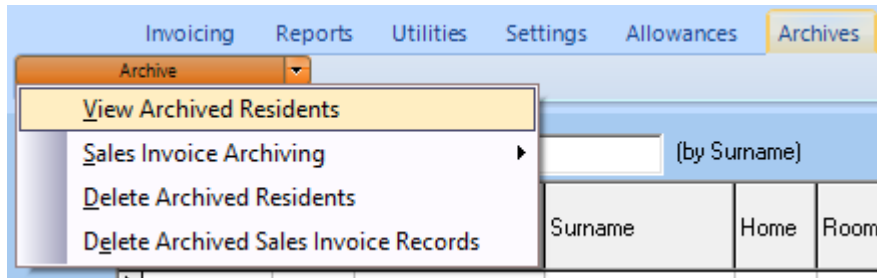 Invoicing Reports Utilities Settings Allowances Archives
Archive
View Archived Residents
Sales Invoice Archiving
(by Surname)
Delete Archived Residents
Delete Archived Sales Invoice Records
Surname Home Room